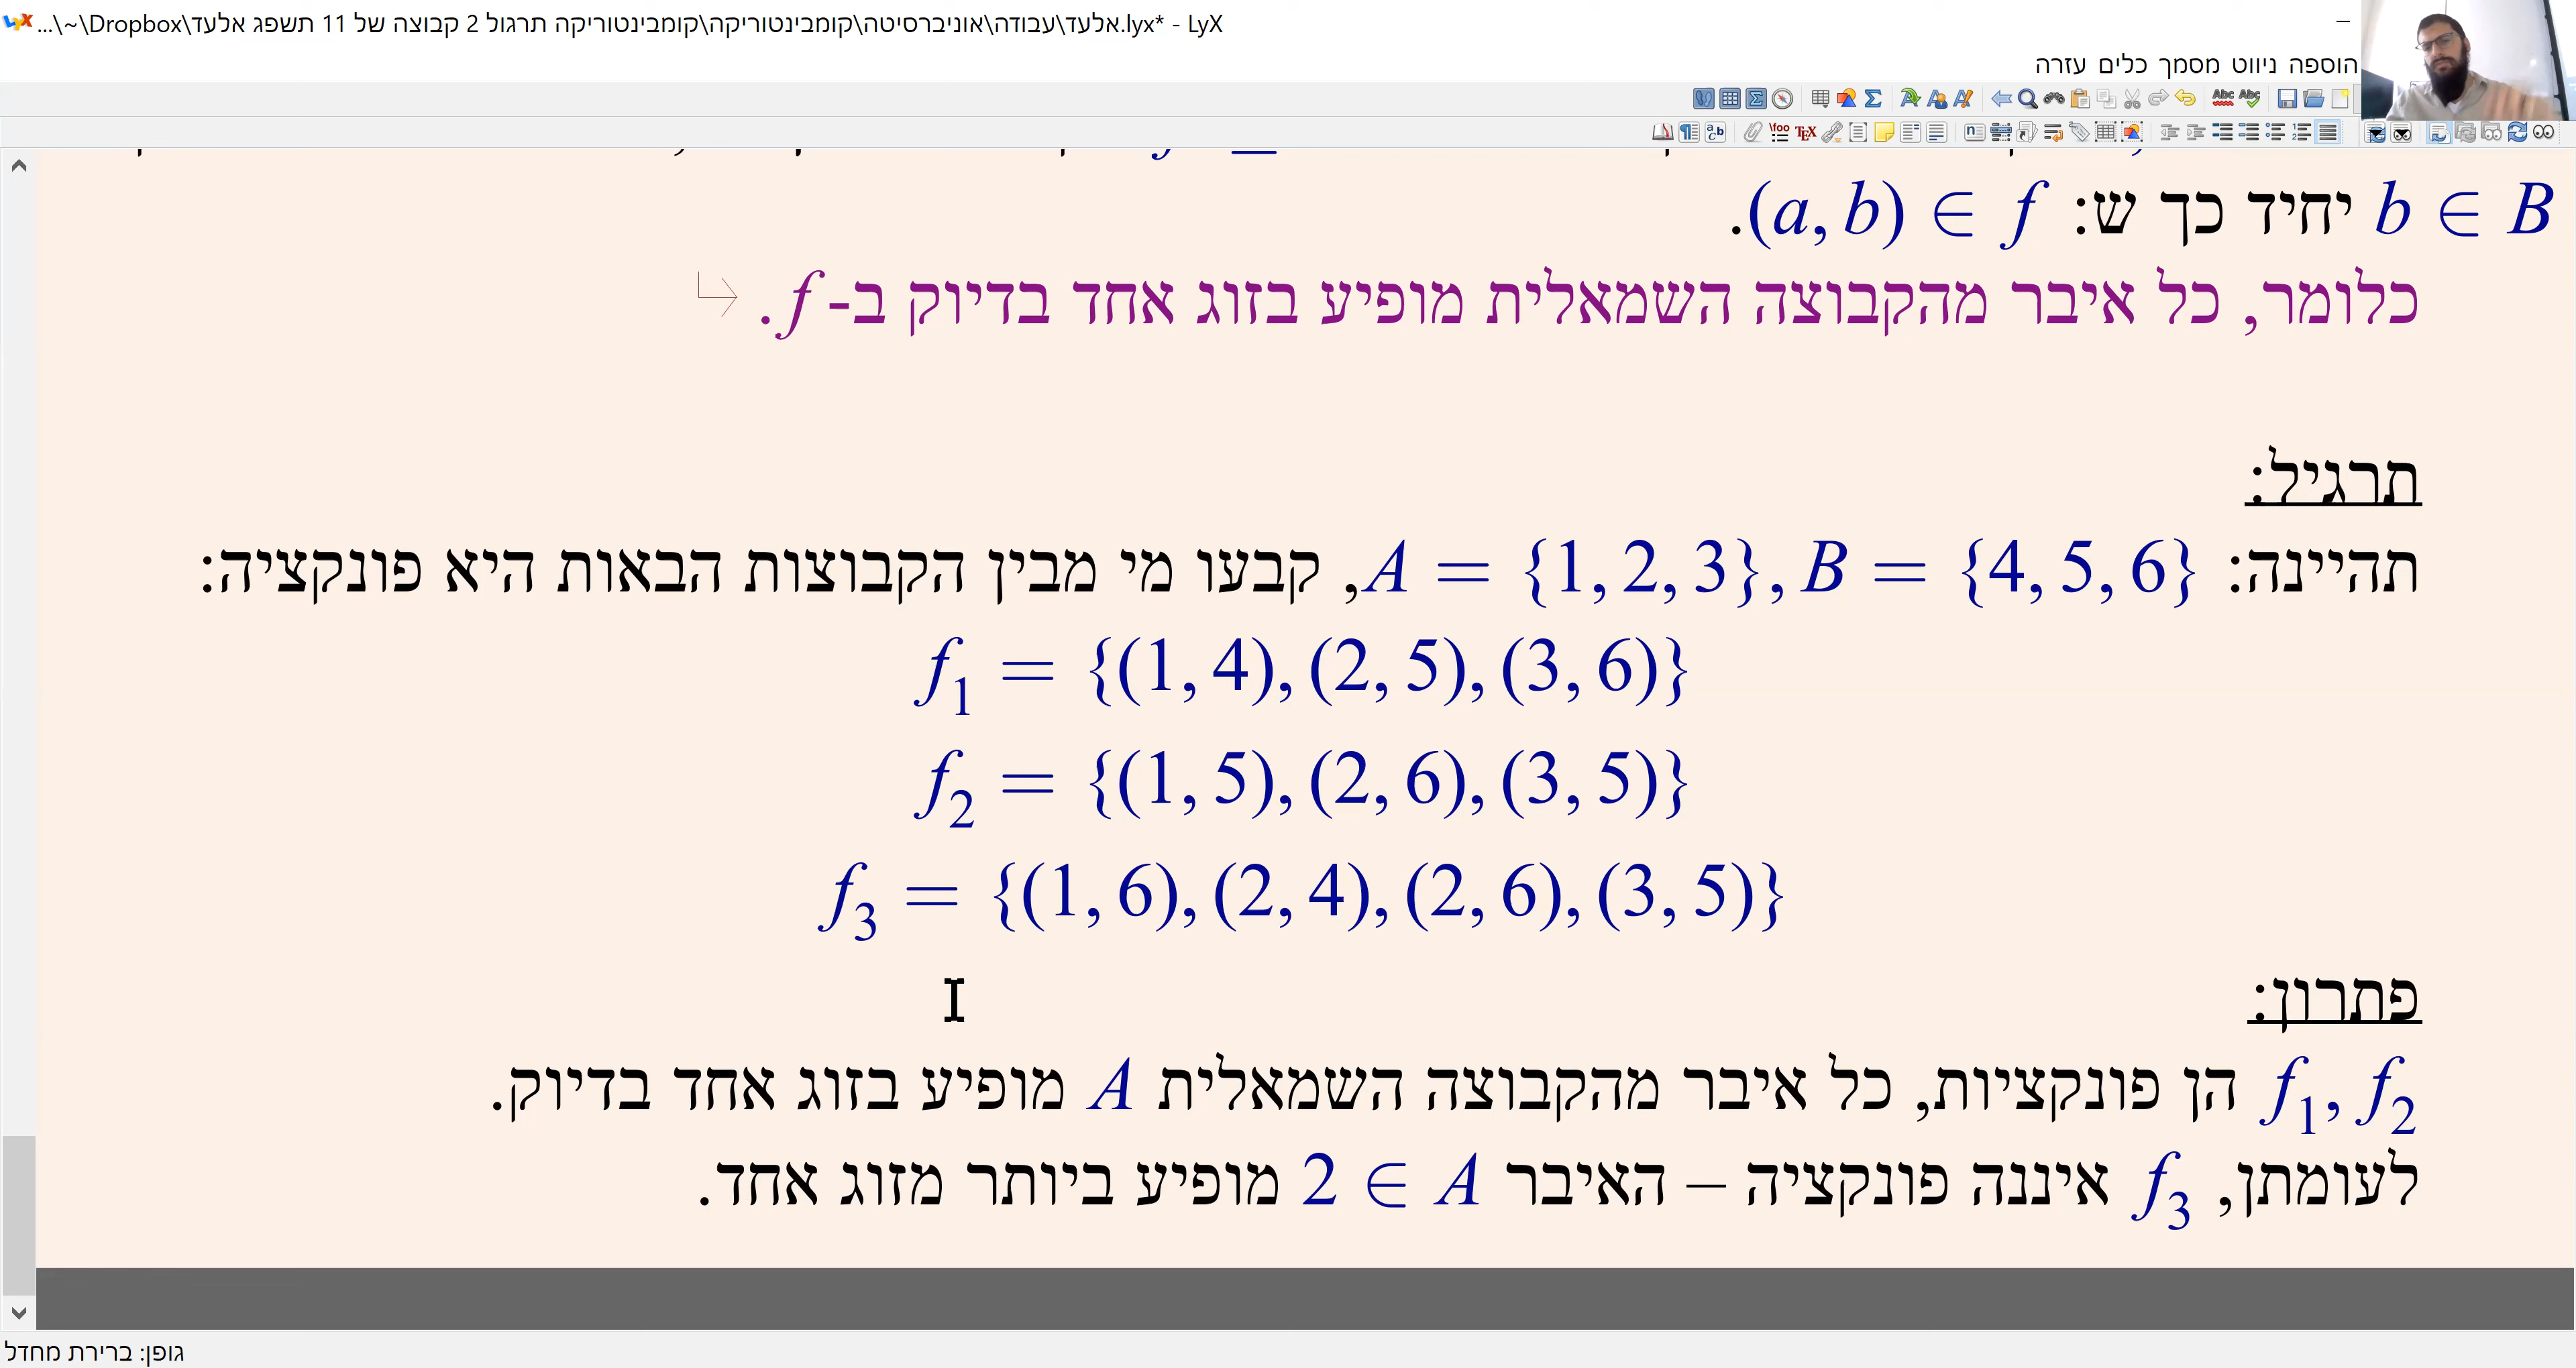 ...\~\Dropbox\אלעד\עבודה\אוניברסיטה\קומבינטוריקה\קומבינטוריקה תרגול 2 קבוצה של 11 תשפג אלעד.lyx* - LyX
הוספה ניווט מסמך כלים עזרה
b ∈ B יחיד כך ש: (a, b) ∈ f.
כלומר, כל איבר מהקבוצה השמאלית מופיע בזוג אחד בדיוק ב- f.
תרגיל:
תהיינה: A = {1, 2, 3}, B = {4, 5, 6}, קבעו מי מבין הקבוצות הבאות היא פונקציה:
f₁ = {(1, 4), (2, 5), (3, 6)}
f₂ = {(1, 5), (2, 6), (3, 5)}
f₃ = {(1, 6), (2, 4), (2, 6), (3, 5)}
פתרון:
f₁, f₂ הן פונקציות, כל איבר מהקבוצה השמאלית A מופיע בזוג אחד בדיוק.
לעומתן, f₃ איננה פונקציה – האיבר 2 ∈ A מופיע ביותר מזוג אחד.
גופן: ברירת מחדל